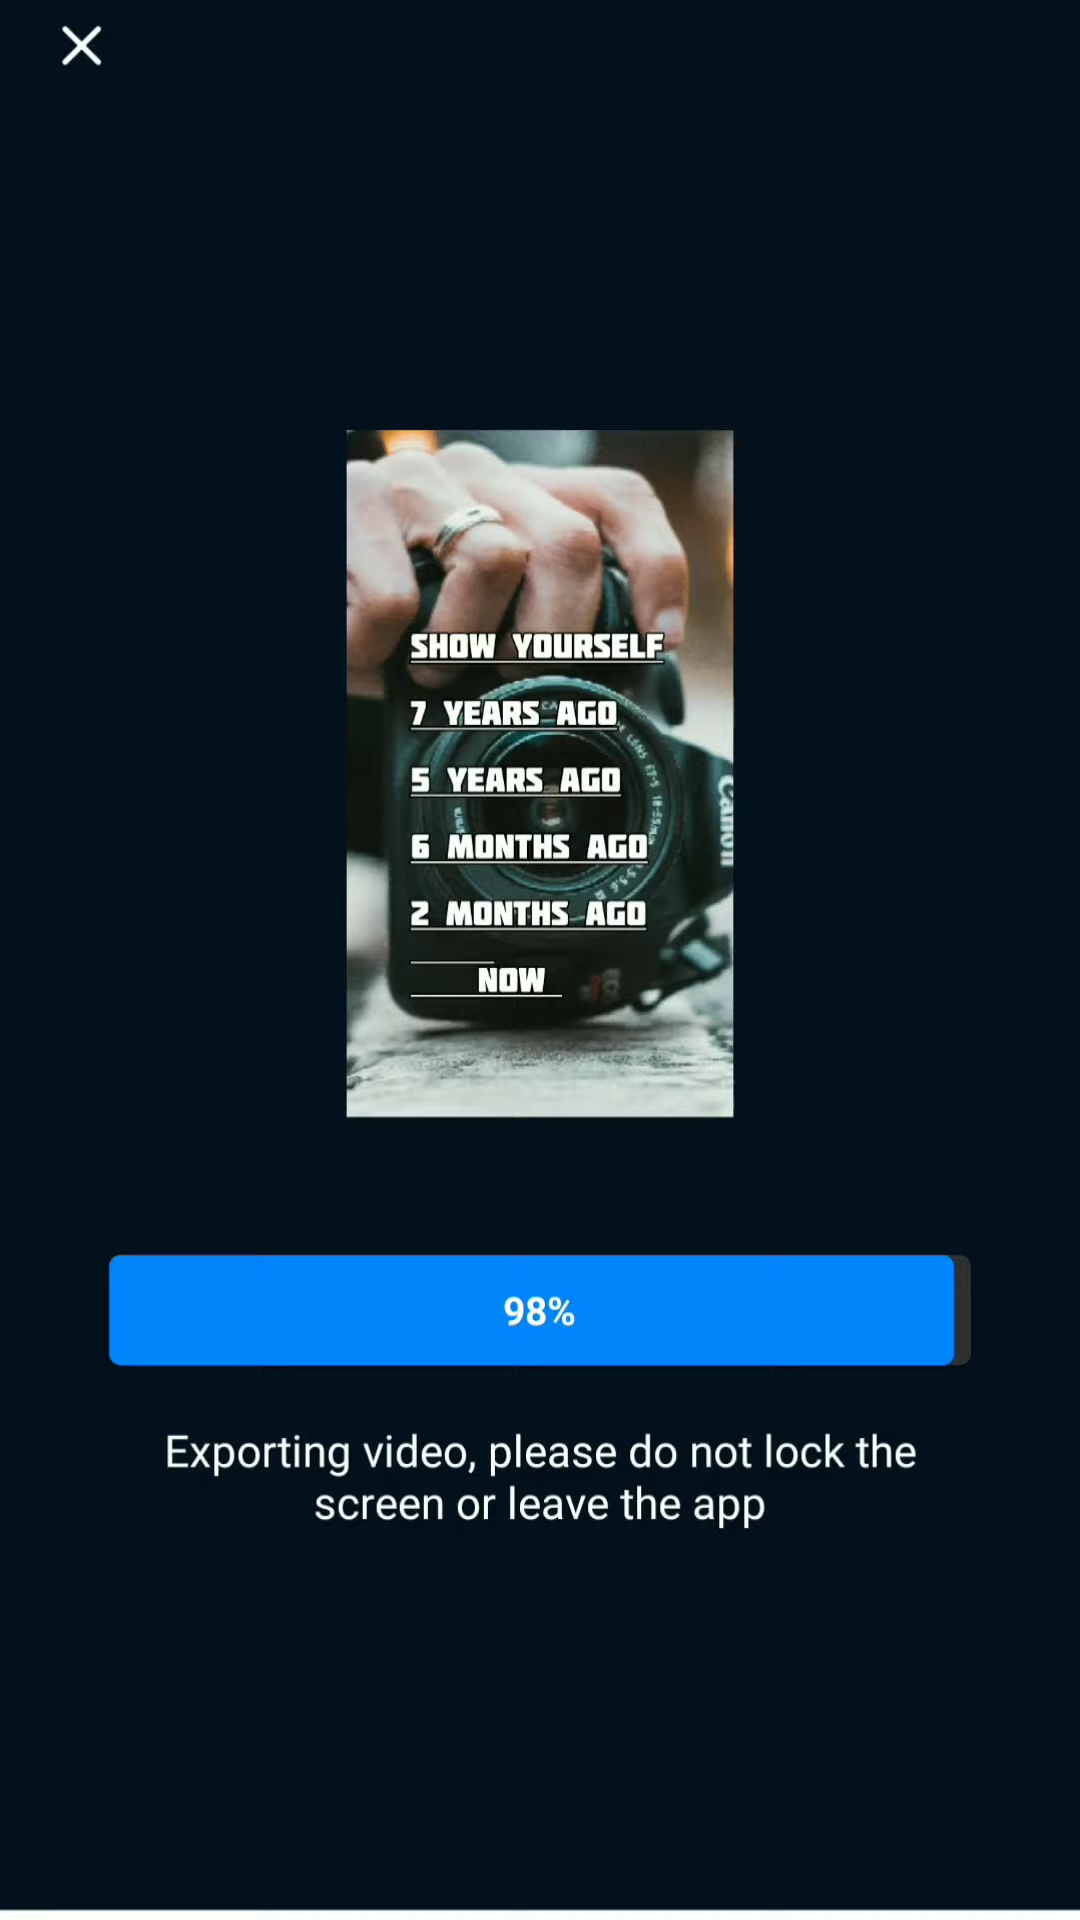 SHOW YOURSELF
7 YEARS AGO
5 YEARS AGO
6 MONTHS AGO
2 MONTHS AGO
NOW
Canon
98%
Exporting video, please do not lock the
screen or leave the app